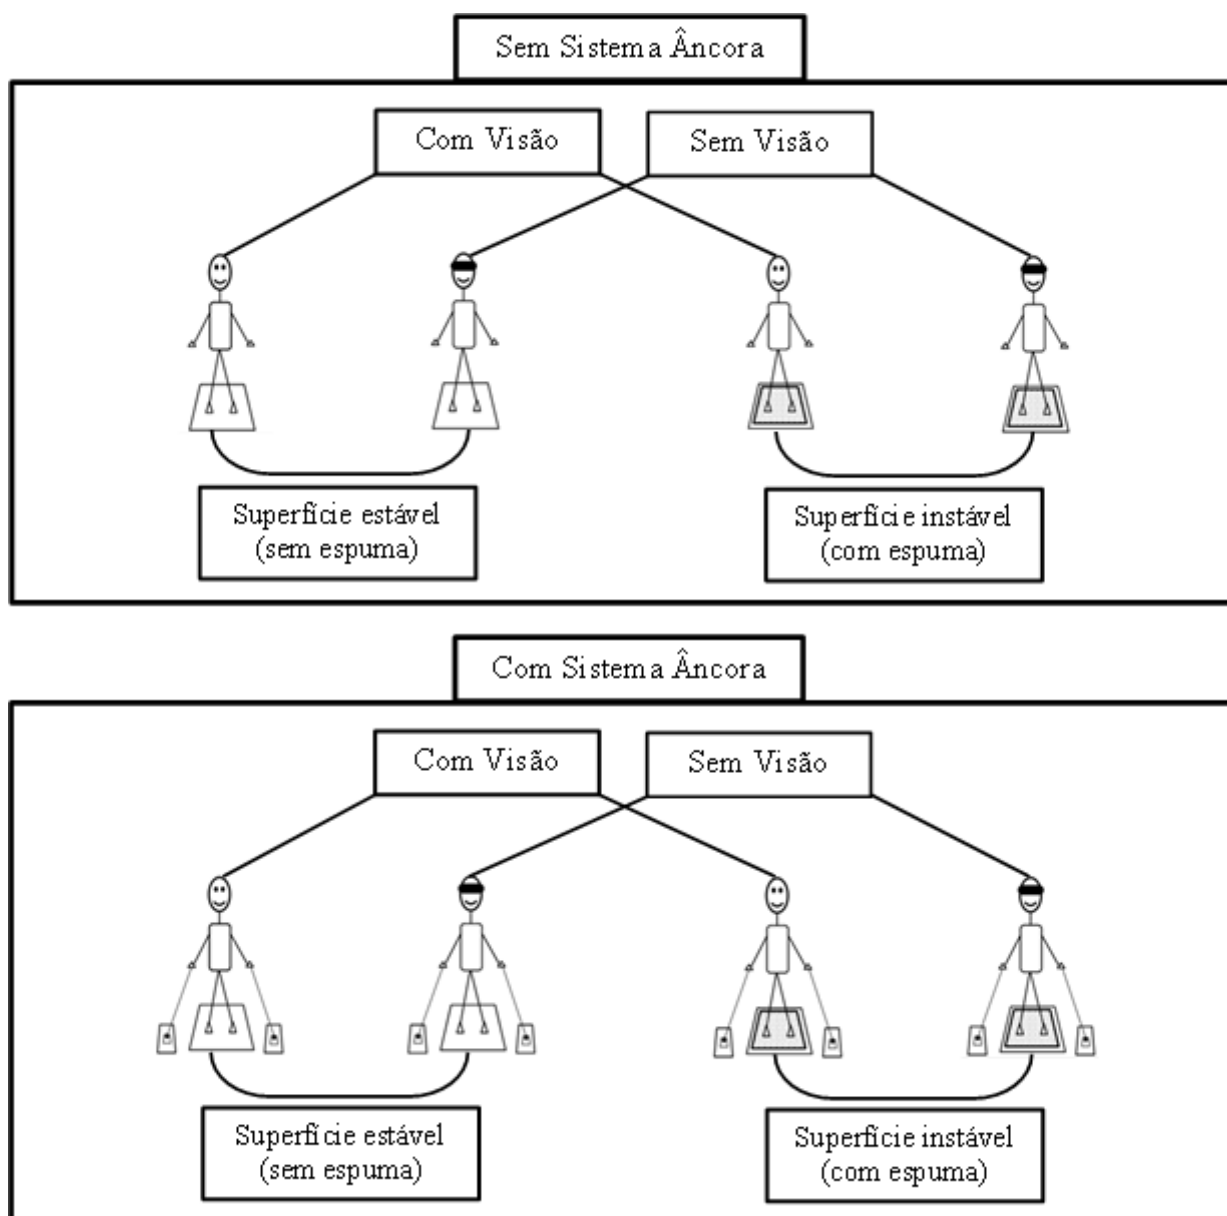 Sem Sistema Âncora
Com Visão
Sem Visão
Superfície estável
(sem espuma)
Superfície instável
(com espuma)
Com Sistema Âncora
Com Visão
Sem Visão
Superfície estável
(sem espuma)
Superfície instável
(com espuma)